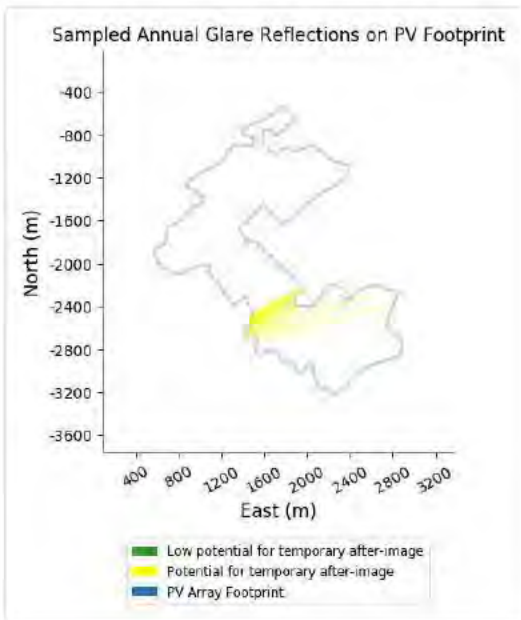 Sampled Annual Glare Reflections on PV Footprint
-400
-800
-1200
-1600
-2000
-2400
-2800
-3200
-3600
North (m)
400
800
1200
1600
2000
2400
2800
3200
East (m)
Low potential for temporary after-image
Potential for temporary after-image
PV Array Footprint